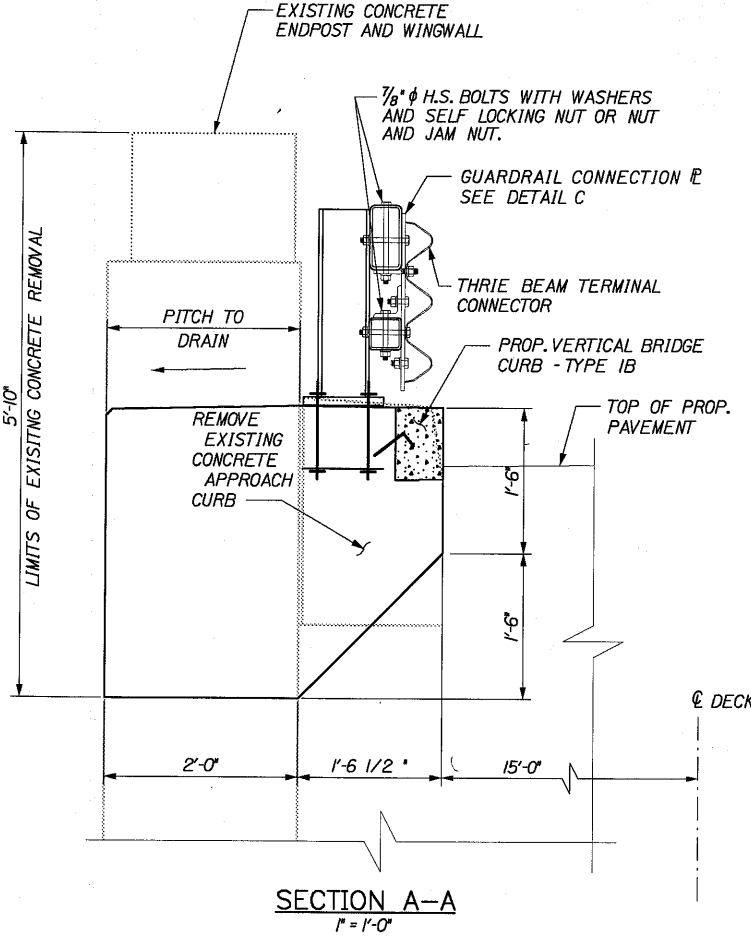 EXISTING CONCRETE
ENDPOST AND WINGWALL
7/8" ϕ H.S. BOLTS WITH WASHERS
AND SELF LOCKING NUT OR NUT
AND JAM NUT.
GUARDRAIL CONNECTION ⅊
SEE DETAIL C
THRIE BEAM TERMINAL
CONNECTOR
PROP. VERTICAL BRIDGE
CURB - TYPE 1B
TOP OF PROP.
PAVEMENT
PITCH TO
DRAIN
REMOVE
EXISTING
CONCRETE
APPROACH
CURB
5'-10"
LIMITS OF EXISITNG CONCRETE REMOVAL
1'-6"
1'-6"
℄ DECK
2'-0"
1'-6 1/2 "
15'-0"
SECTION A-A
1" = 1'-0"